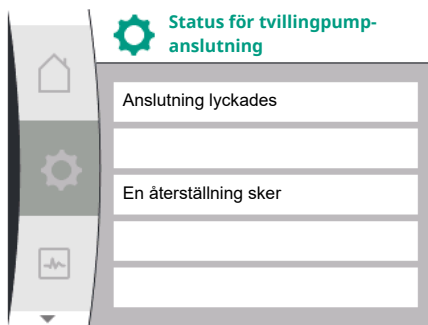 Status för tvillingpump-
anslutning
Anslutning lyckades
En återställning sker